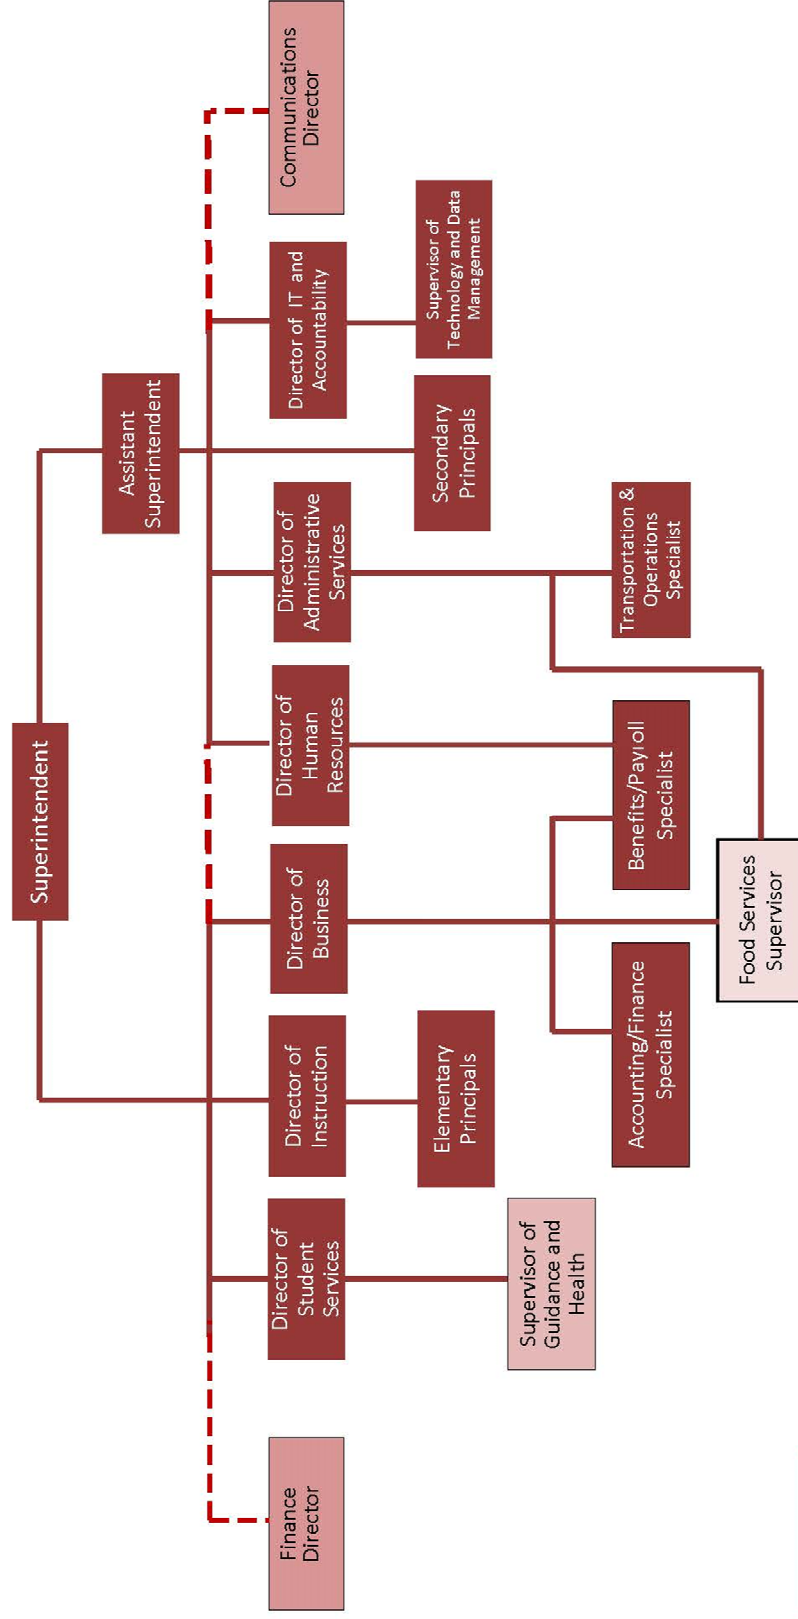 Superintendent
Assistant
Superintendent
Finance
Director
Director of
Student
Services
Director of
Instruction
Director of
Business
Director of
Human
Resources
Director of
Administrative
Services
Director of IT and
Accountability
Communications
Director
Elementary
Principals
Secondary
Principals
Supervisor of
Technology and Data
Management
Supervisor of
Guidance and
Health
Accounting/Finance
Specialist
Benefits/Payroll
Specialist
Transportation &
Operations
Specialist
Food Services
Supervisor